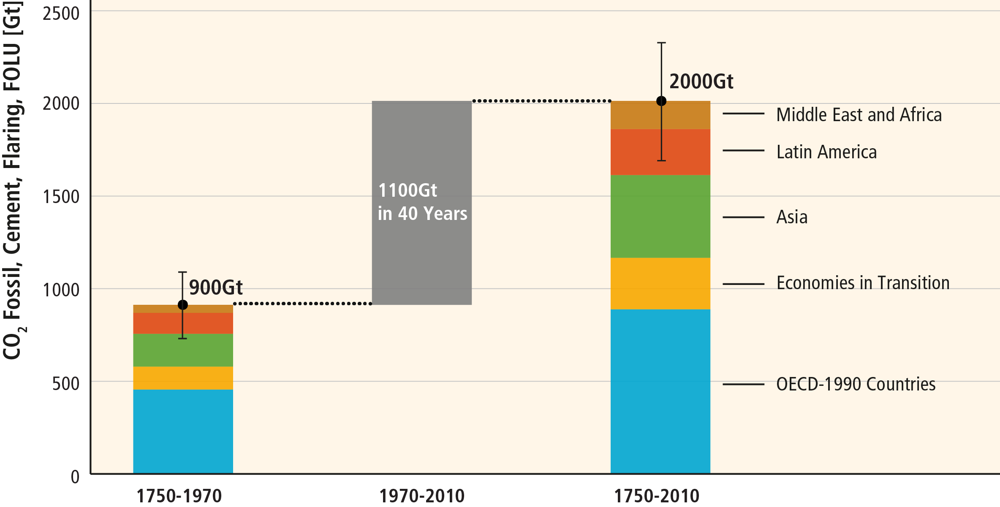 CO2 Fossil, Cement, Flaring, FOLU [Gt]
2500
2000
1500
1000
500
0
900Gt
1100Gt
in 40 Years
2000Gt
Middle East and Africa
Latin America
Asia
Economies in Transition
OECD-1990 Countries
1750-1970
1970-2010
1750-2010